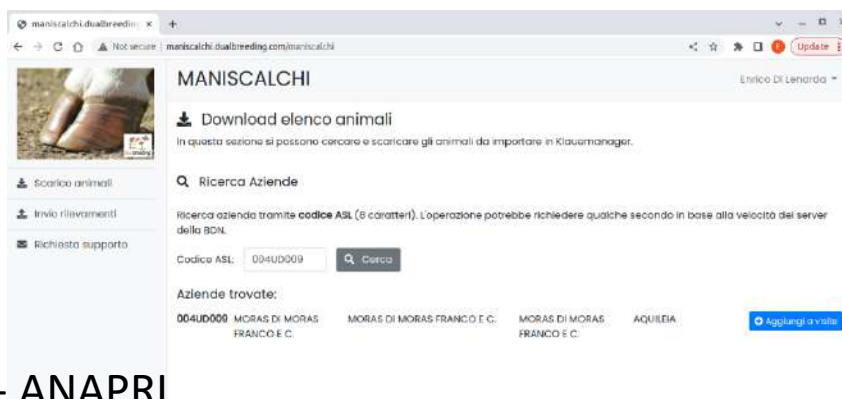 maniscalchi.dualbreeding
Not secure
maniscalchi.dualbreeding.com/maniscalchi
Update
MANISCALCHI
Enrico Di Lenarda
Download elenco animali
In questa sezione si possono cercare e scaricare gli animali da importare in Klauemanager.
Scarico animali
Invio rilevamenti
Richiesta supporto
Ricerca Aziende
Ricerca azienda tramite codice ASL (8 caratteri). L'operazione potrebbe richiedere qualche secondo in base alla velocità dei server
della BDN.
Codice ASL:
004UD009
Cerca
Aziende trovate:
004UD009 MORAS DI MORAS FRANCO E C. MORAS DI MORAS FRANCO E C. MORAS DI MORAS FRANCO E C. AQUILEIA
Aggiungi a visita
- ANAPRI